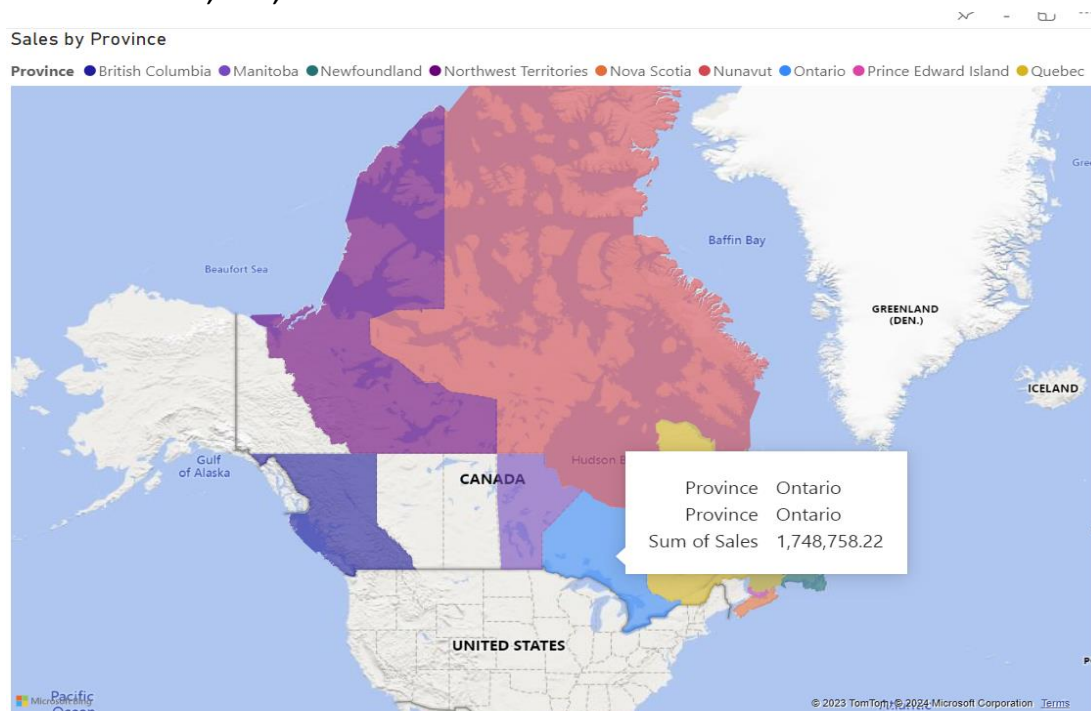 Sales by Province
Province British Columbia Manitoba Newfoundland Northwest Territories Nova Scotia Nunavut Ontario Prince Edward Island Quebec
Baffin Bay
Beaufort Sea
GREENLAND
(DEN.)
ICELAND
Gulf
of Alaska
CANADA
Hudson
Province Ontario
Province Ontario
Sum of Sales 1,748,758.22
UNITED STATES
Pacific
Microsoft Bing
© 2023 TomTom, © 2024 Microsoft Corporation Terms